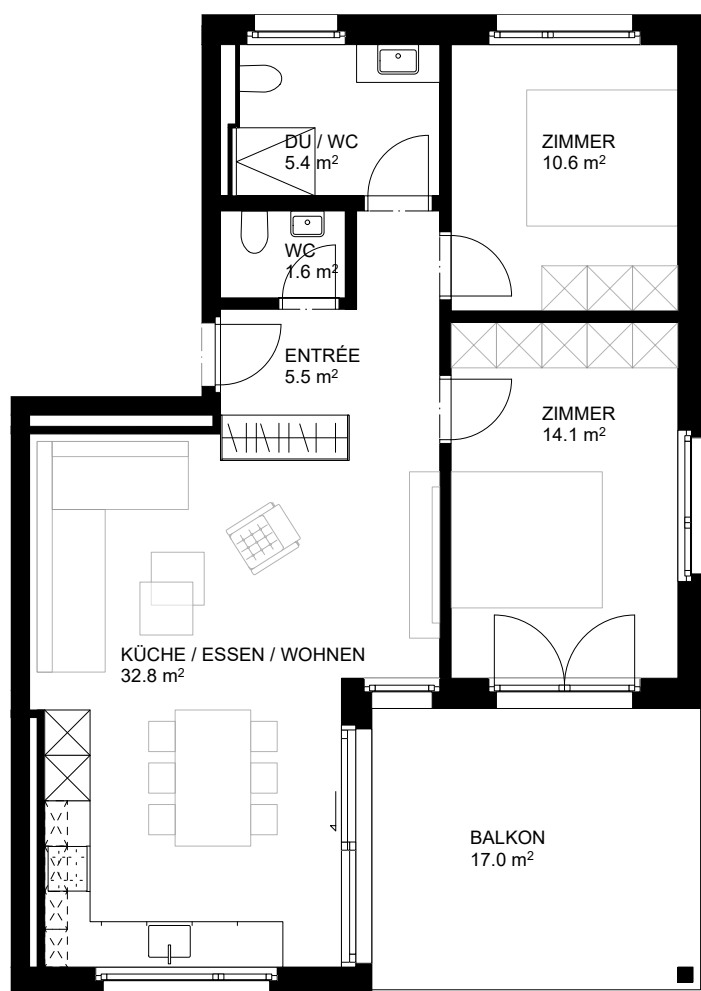 DU / WC
5.4 m²
ZIMMER
10.6 m²
WC
1.6 m²
ENTRÉE
5.5 m²
ZIMMER
14.1 m²
KÜCHE / ESSEN / WOHNEN
32.8 m²
BALKON
17.0 m²